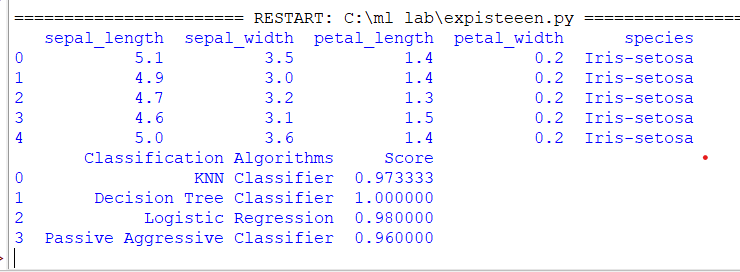 ======================== RESTART: C:\ml lab\expisteeen.py =================
sepal_length sepal_width petal_length petal_width species
0 5.1 3.5 1.4 0.2 Iris-setosa
1 4.9 3.0 1.4 0.2 Iris-setosa
2 4.7 3.2 1.3 0.2 Iris-setosa
3 4.6 3.1 1.5 0.2 Iris-setosa
4 5.0 3.6 1.4 0.2 Iris-setosa
Classification Algorithms Score
0 KNN Classifier 0.973333
1 Decision Tree Classifier 1.000000
2 Logistic Regression 0.980000
3 Passive Aggressive Classifier 0.960000